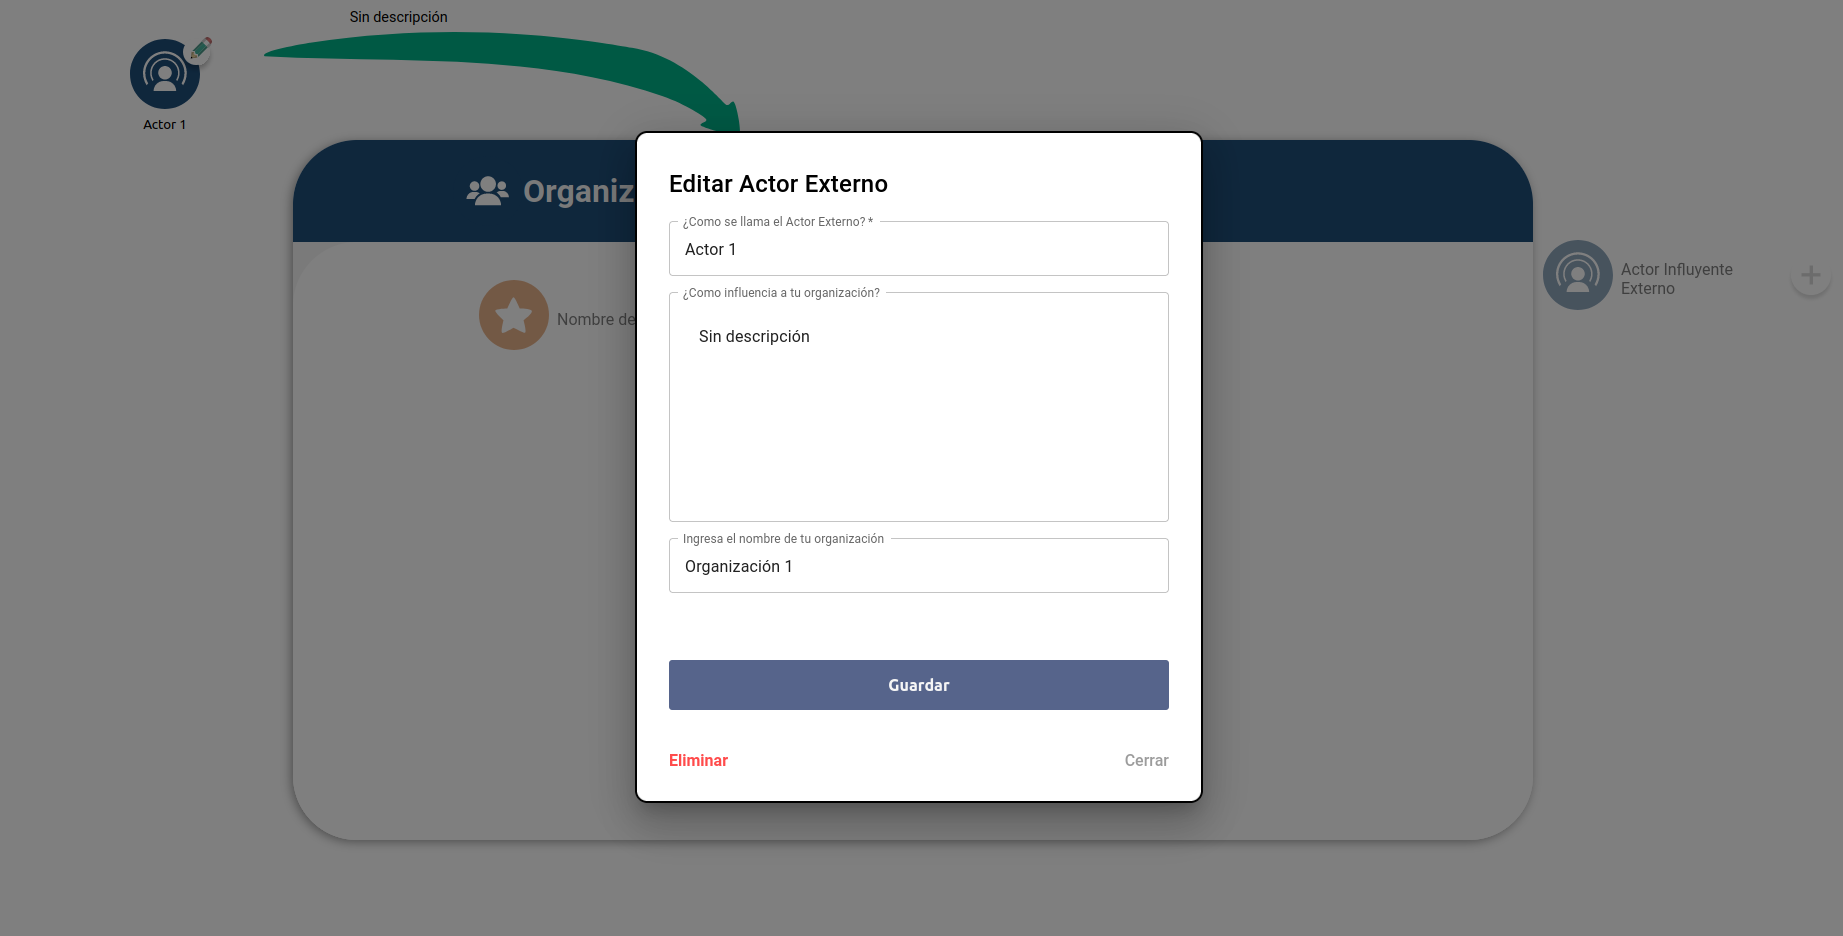 Sin descripción
Actor 1
Organiz
Nombre de
Actor Influyente
Externo
Editar Actor Externo
¿Como se llama el Actor Externo? *
Actor 1
¿Como influencia a tu organización?
Sin descripción
Ingresa el nombre de tu organización
Organización 1
Guardar
Eliminar
Cerrar